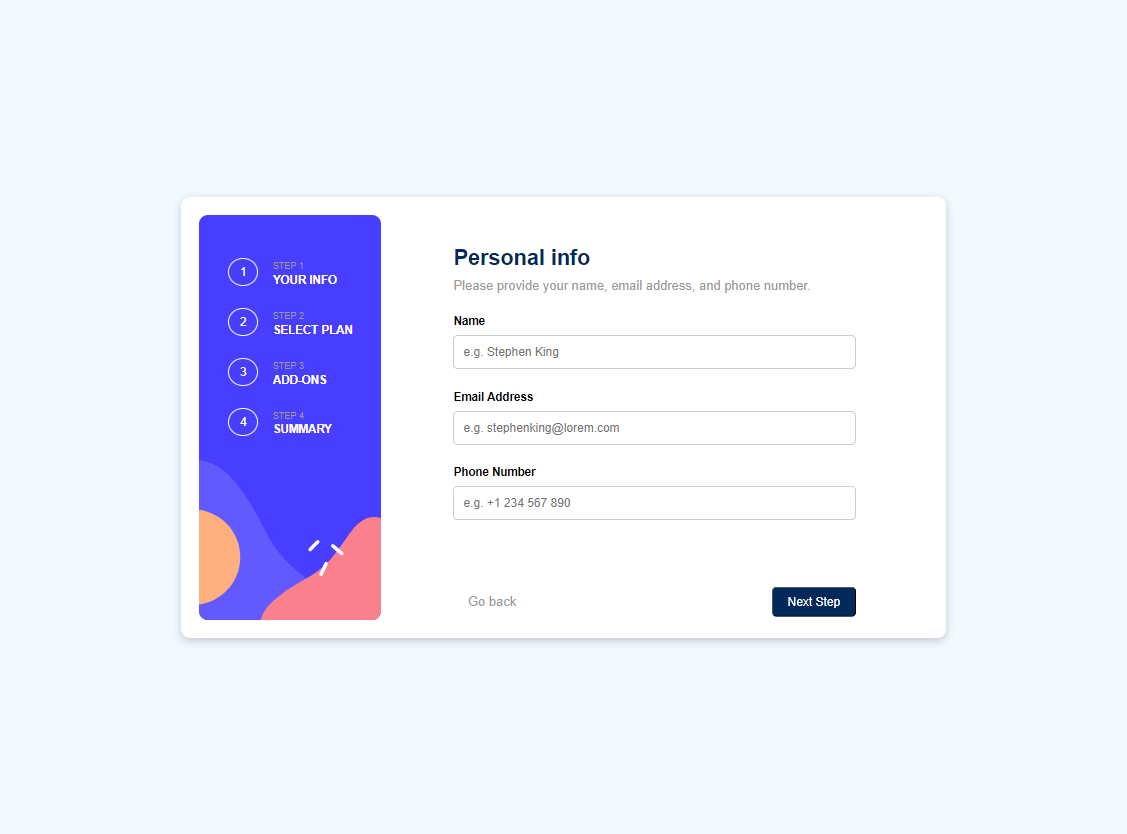 1
STEP 1
YOUR INFO
2
STEP 2
SELECT PLAN
3
STEP 3
ADD-ONS
4
STEP 4
SUMMARY
Personal info
Please provide your name, email address, and phone number.
Name
e.g. Stephen King
Email Address
e.g. stephenking@lorem.com
Phone Number
e.g. +1 234 567 890
Go back
Next Step